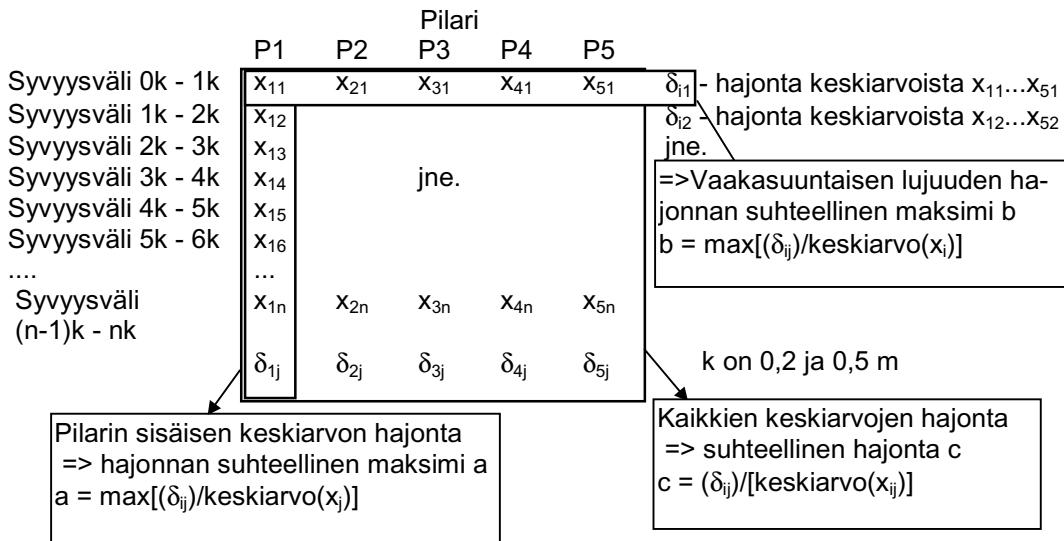 Pilari
P1 P2 P3 P4 P5
Syvyysväli 0k - 1k x₁₁ x₂₁ x₃₁ x₄₁ x₅₁ δᵢ₁ - hajonta keskiarvoista x₁₁...x₅₁
Syvyysväli 1k - 2k x₁₂ δᵢ₂ - hajonta keskiarvoista x₁₂...x₅₂
Syvyysväli 2k - 3k x₁₃ jne.
Syvyysväli 3k - 4k x₁₄ jne.
Syvyysväli 4k - 5k x₁₅
Syvyysväli 5k - 6k x₁₆
.... ...
=>Vaakasuuntaisen lujuuden ha-
jonnan suhteellinen maksimi b
b = max[(δᵢⱼ)/keskiarvo(xᵢ)]
Syvyysväli x₁ₙ x₂ₙ x₃ₙ x₄ₙ x₅ₙ
(n-1)k - nk
δ₁ⱼ δ₂ⱼ δ₃ⱼ δ₄ⱼ δ₅ⱼ k on 0,2 ja 0,5 m
Pilarin sisäisen keskiarvon hajonta
=> hajonnan suhteellinen maksimi a
a = max[(δᵢⱼ)/keskiarvo(xⱼ)]
Kaikkien keskiarvojen hajonta
=> suhteellinen hajonta c
c = (δᵢⱼ)/[keskiarvo(xᵢⱼ)]